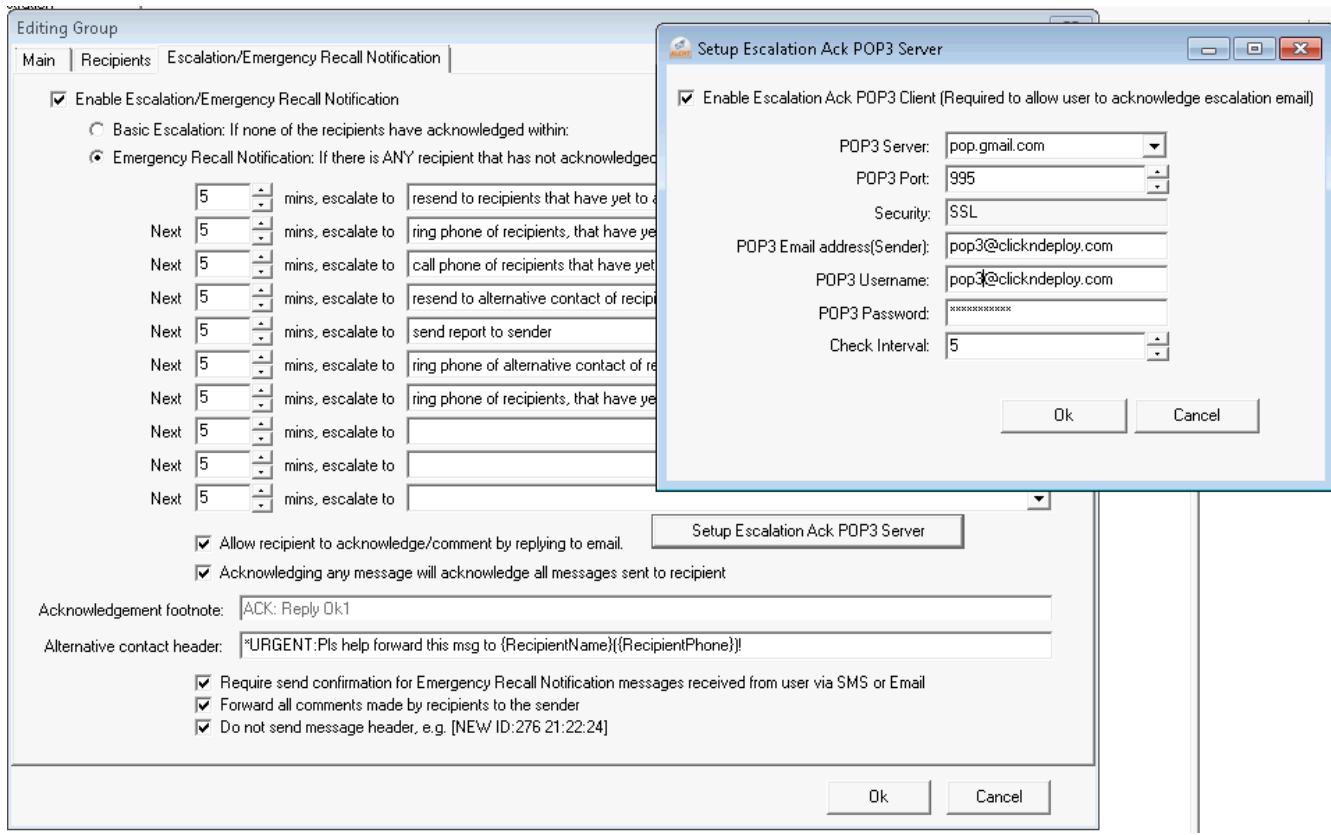 Editing Group
Main
Recipients
Escalation/Emergency Recall Notification
Enable Escalation/Emergency Recall Notification
Basic Escalation: If none of the recipients have acknowledged within:
Emergency Recall Notification: If there is ANY recipient that has not acknowledged
5 mins, escalate to resend to recipients that have yet to a
Next 5 mins, escalate to ring phone of recipients, that have ye
Next 5 mins, escalate to call phone of recipients that have yet
Next 5 mins, escalate to resend to alternative contact of recipi
Next 5 mins, escalate to send report to sender
Next 5 mins, escalate to ring phone of alternative contact of re
Next 5 mins, escalate to ring phone of recipients, that have ye
Next 5 mins, escalate to
Next 5 mins, escalate to
Next 5 mins, escalate to
Setup Escalation Ack POP3 Server
Allow recipient to acknowledge/comment by replying to email.
Acknowledging any message will acknowledge all messages sent to recipient
Acknowledgement footnote: ACK: Reply Ok1
Alternative contact header: *URGENT:Pls help forward this msg to {RecipientName}({RecipientPhone})!
Require send confirmation for Emergency Recall Notification messages received from user via SMS or Email
Forward all comments made by recipients to the sender
Do not send message header, e.g. [NEW ID:276 21:22:24]
Ok Cancel
Setup Escalation Ack POP3 Server
Enable Escalation Ack POP3 Client (Required to allow user to acknowledge escalation email)
POP3 Server: pop.gmail.com
POP3 Port: 995
Security: SSL
POP3 Email address(Sender): pop3@clickndeploy.com
POP3 Username: pop3@clickndeploy.com
POP3 Password: ***********
Check Interval: 5
Ok Cancel